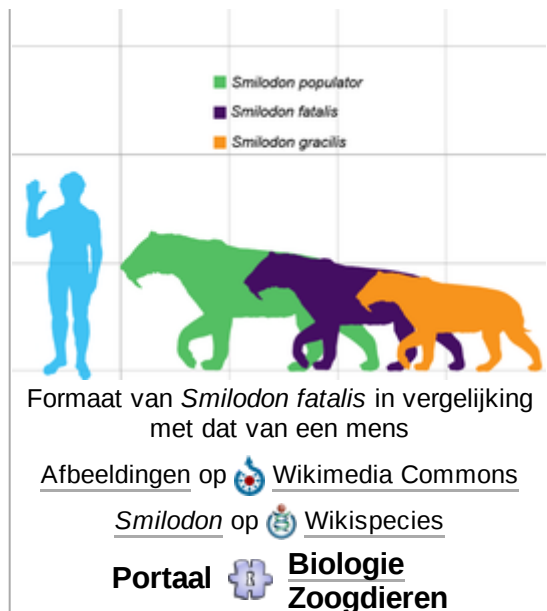 Smilodon populator
Smilodon fatalis
Smilodon gracilis
Formaat van Smilodon fatalis in vergelijking
met dat van een mens
Afbeeldingen op Wikimedia Commons
Smilodon op Wikispecies
Portaal Biologie
Zoogdieren